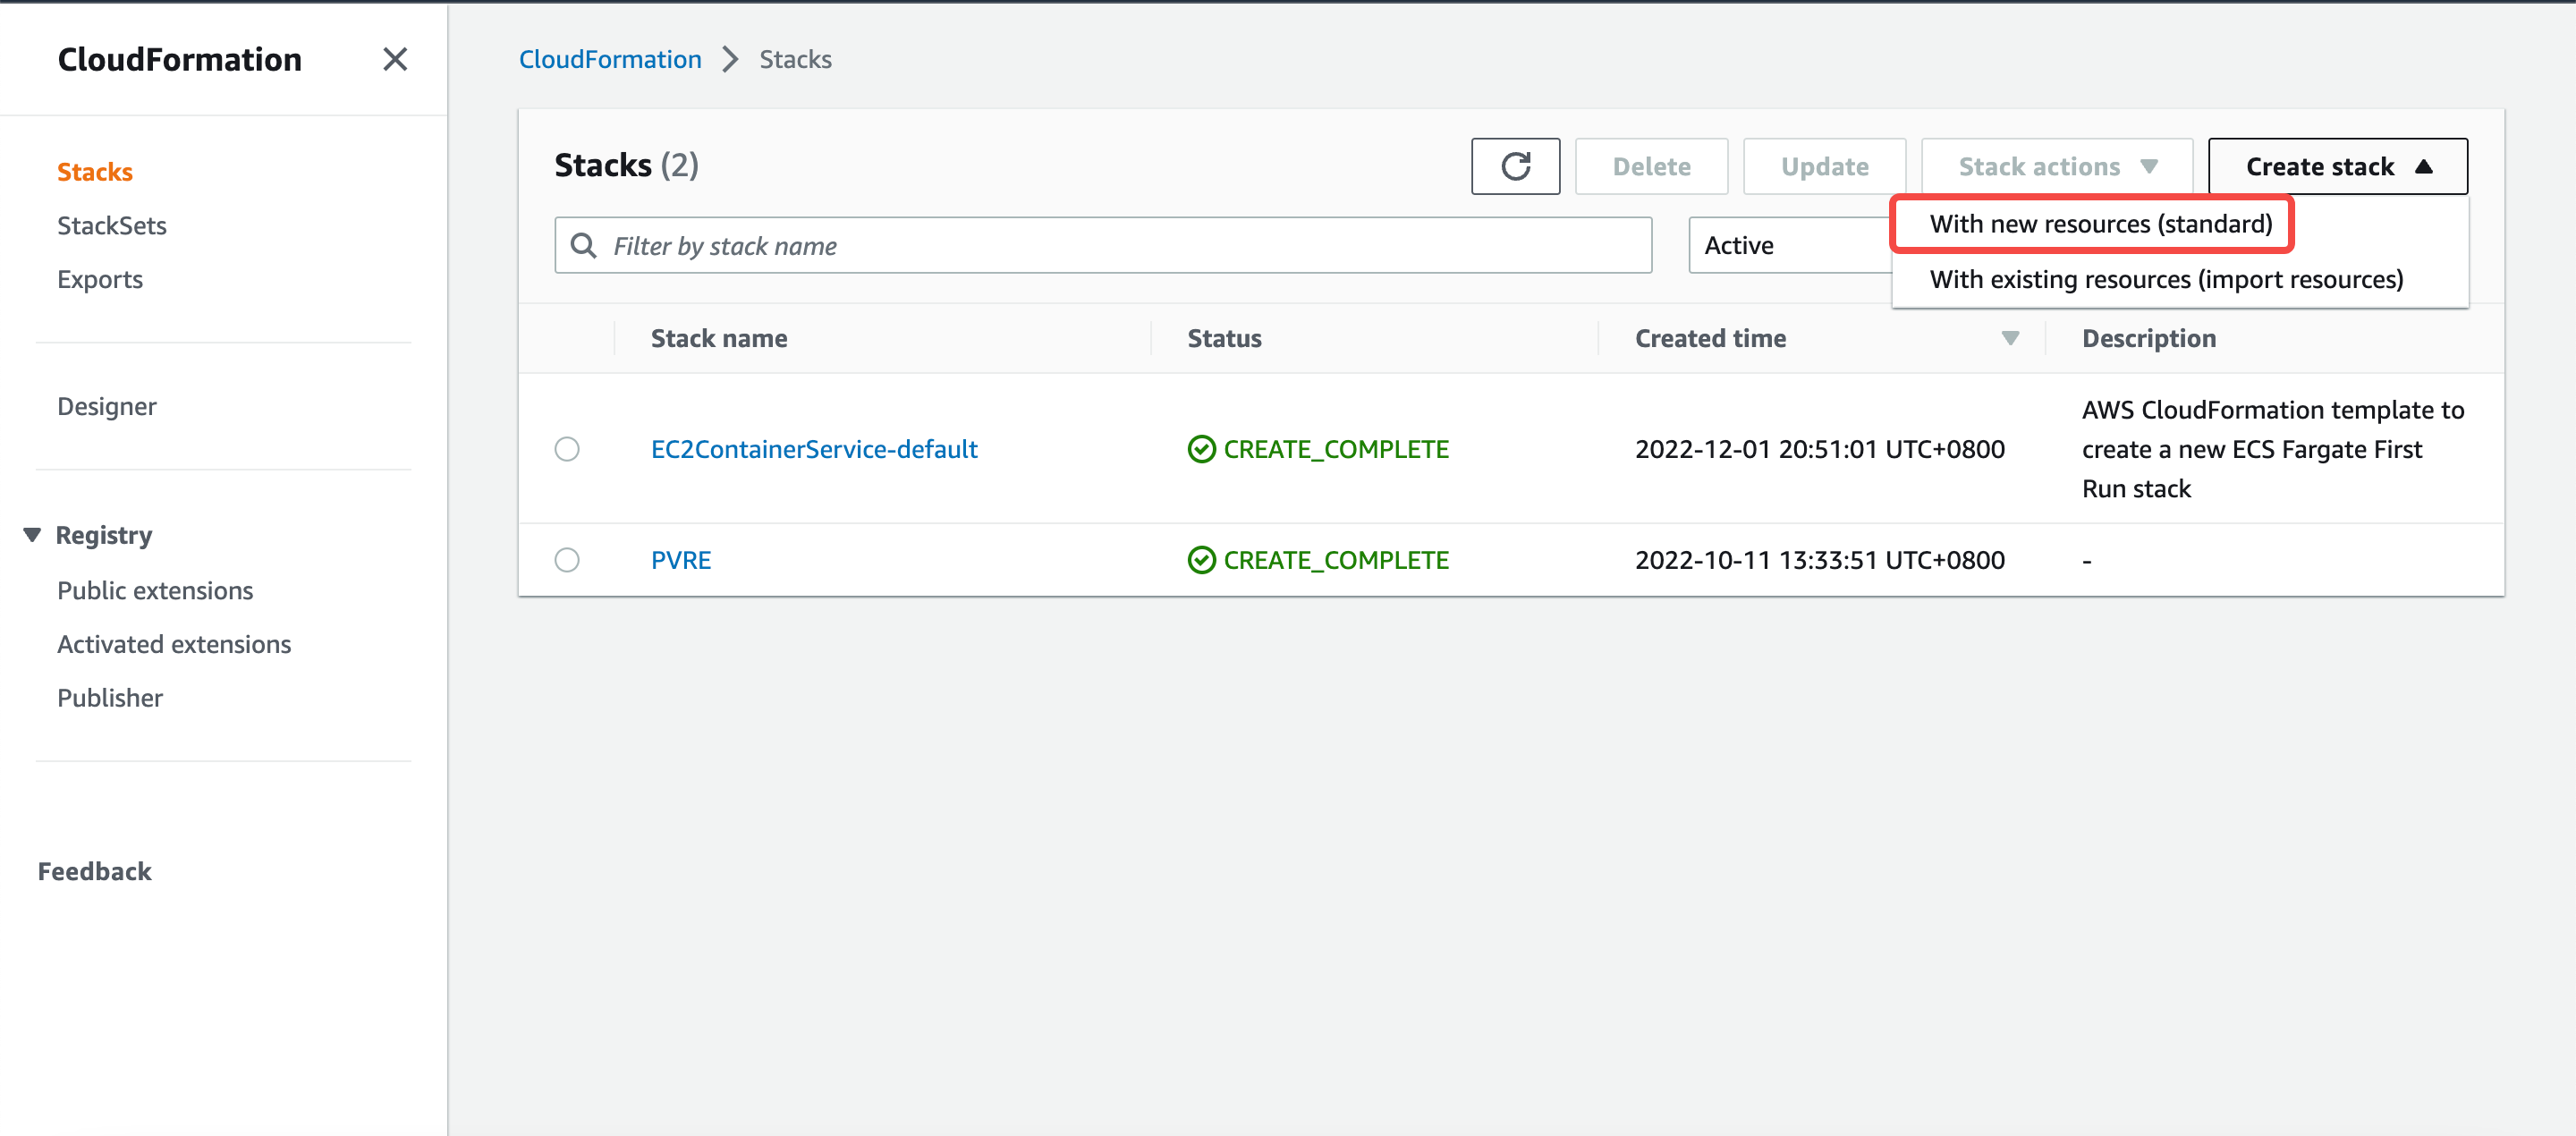 CloudFormation
Stacks
StackSets
Exports
Designer
Registry
Public extensions
Activated extensions
Publisher
Feedback
CloudFormation Stacks
Stacks (2)
Delete
Update
Stack actions
Create stack
With new resources (standard)
With existing resources (import resources)
Filter by stack name
Active
Stack name Status Created time Description
EC2ContainerService-default CREATE_COMPLETE 2022-12-01 20:51:01 UTC+0800 AWS CloudFormation template to
create a new ECS Fargate First
Run stack
PVRE CREATE_COMPLETE 2022-10-11 13:33:51 UTC+0800 -